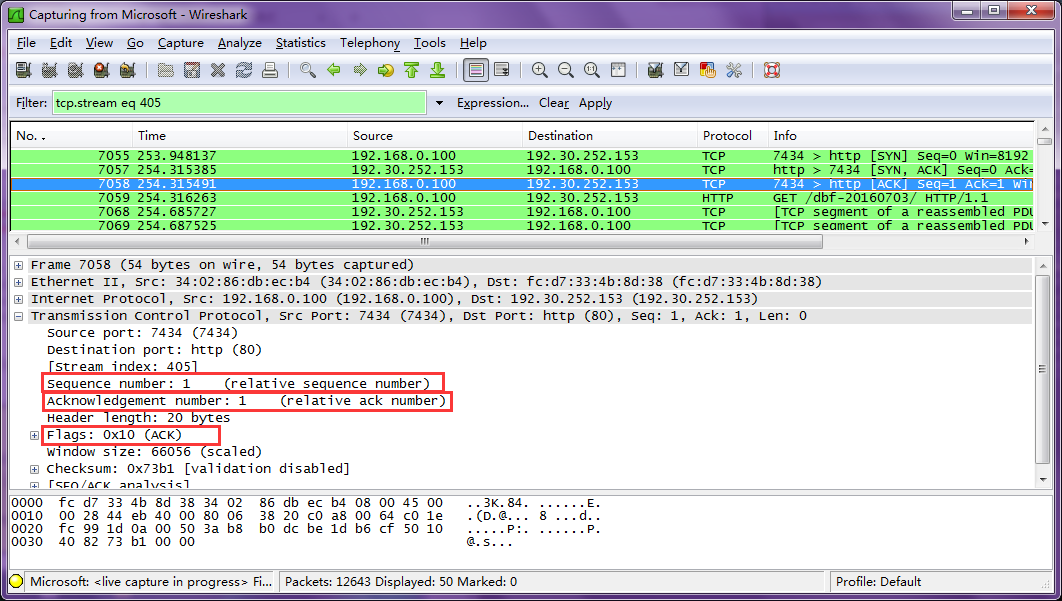 Capturing from Microsoft - Wireshark
File Edit View Go Capture Analyze Statistics Telephony Tools Help
Filter: tcp.stream eq 405 Expression... Clear Apply
No. . Time Source Destination Protocol Info
7055 253.948137 192.168.0.100 192.30.252.153 TCP 7434 > http [SYN] Seq=0 Win=8192
7057 254.315385 192.30.252.153 192.168.0.100 TCP http > 7434 [SYN, ACK] Seq=0 Ack=
7058 254.315491 192.168.0.100 192.30.252.153 TCP 7434 > http [ACK] Seq=1 Ack=1 Wi
7059 254.316263 192.168.0.100 192.30.252.153 HTTP GET /dbf-20160703/ HTTP/1.1
7068 254.685727 192.30.252.153 192.168.0.100 TCP [TCP segment of a reassembled PDU
7069 254.687525 192.30.252.153 192.168.0.100 TCP [TCP segment of a reassembled PDU
Frame 7058 (54 bytes on wire, 54 bytes captured)
Ethernet II, Src: 34:02:86:db:ec:b4 (34:02:86:db:ec:b4), Dst: fc:d7:33:4b:8d:38 (fc:d7:33:4b:8d:38)
Internet Protocol, Src: 192.168.0.100 (192.168.0.100), Dst: 192.30.252.153 (192.30.252.153)
Transmission Control Protocol, Src Port: 7434 (7434), Dst Port: http (80), Seq: 1, Ack: 1, Len: 0
Source port: 7434 (7434)
Destination port: http (80)
[Stream index: 405]
Sequence number: 1 (relative sequence number)
Acknowledgement number: 1 (relative ack number)
Header length: 20 bytes
Flags: 0x10 (ACK)
Window size: 66056 (scaled)
Checksum: 0x73b1 [validation disabled]
[SEQ/ACK analysis]
0000 fc d7 33 4b 8d 38 34 02 86 db ec b4 08 00 45 00 ..3K.84. ......E.
0010 00 28 44 eb 40 00 80 06 38 20 c0 a8 00 64 c0 1e .(D.@... 8 ...d..
0020 fc 99 1d 0a 00 50 3a b8 b0 dc be 1d b6 cf 50 10 .....P:. ......P.
0030 40 82 73 b1 00 00 @.s...
Microsoft: <live capture in progress> Fi... Packets: 12643 Displayed: 50 Marked: 0 Profile: Default